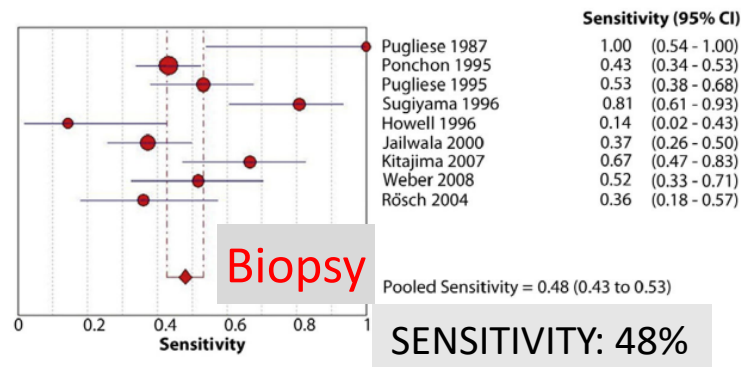 Sensitivity (95% CI)
Pugliese 1987 1.00 (0.54 - 1.00)
Ponchon 1995 0.43 (0.34 - 0.53)
Pugliese 1995 0.53 (0.38 - 0.68)
Sugiyama 1996 0.81 (0.61 - 0.93)
Howell 1996 0.14 (0.02 - 0.43)
Jailwala 2000 0.37 (0.26 - 0.50)
Kitajima 2007 0.67 (0.47 - 0.83)
Weber 2008 0.52 (0.33 - 0.71)
Rősch 2004 0.36 (0.18 - 0.57)
Biopsy
Pooled Sensitivity = 0.48 (0.43 to 0.53)
0 0.2 0.4 0.6 0.8 1
Sensitivity
SENSITIVITY: 48%